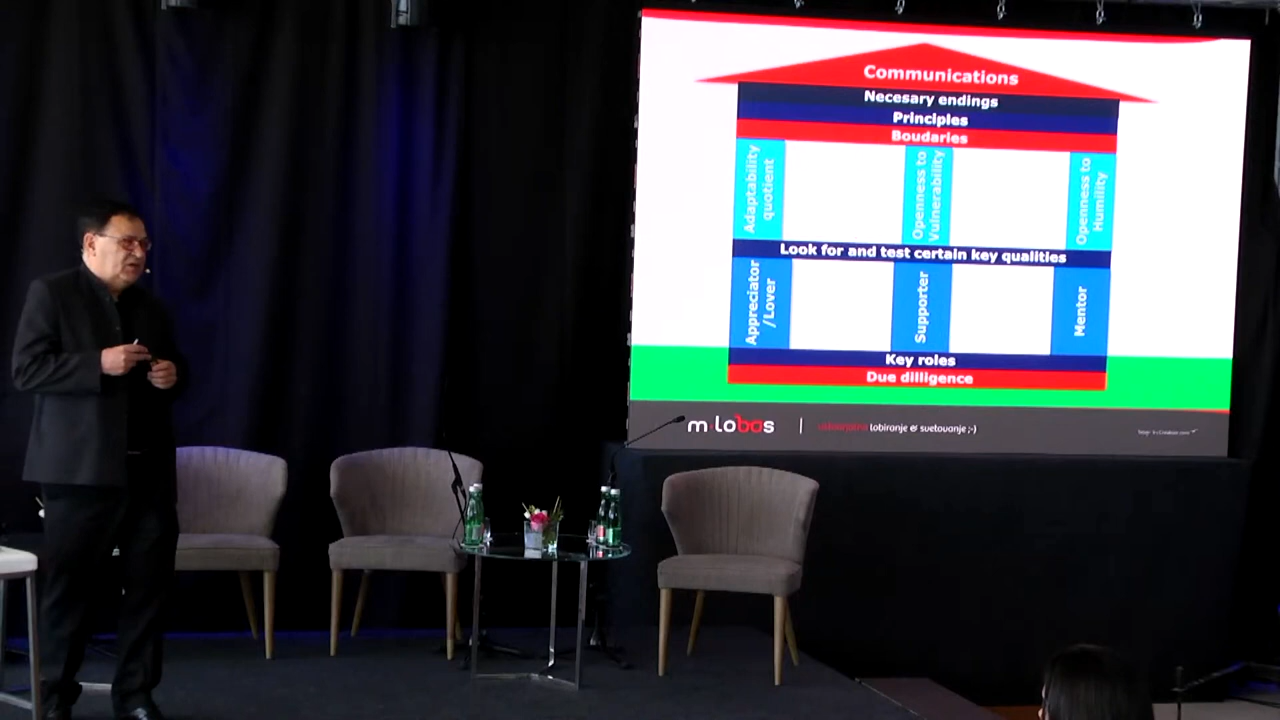 Communications
Necesary endings
Principles
Boudaries
Adaptability
quotient
Openness to
Vulnerability
Openness to
Humility
Look for and test certain key qualities
Appreciator
/Lover
Supporter
Mentor
Key roles
Due dilligence
m·lobas
lobiranje & svetovanje ;-)